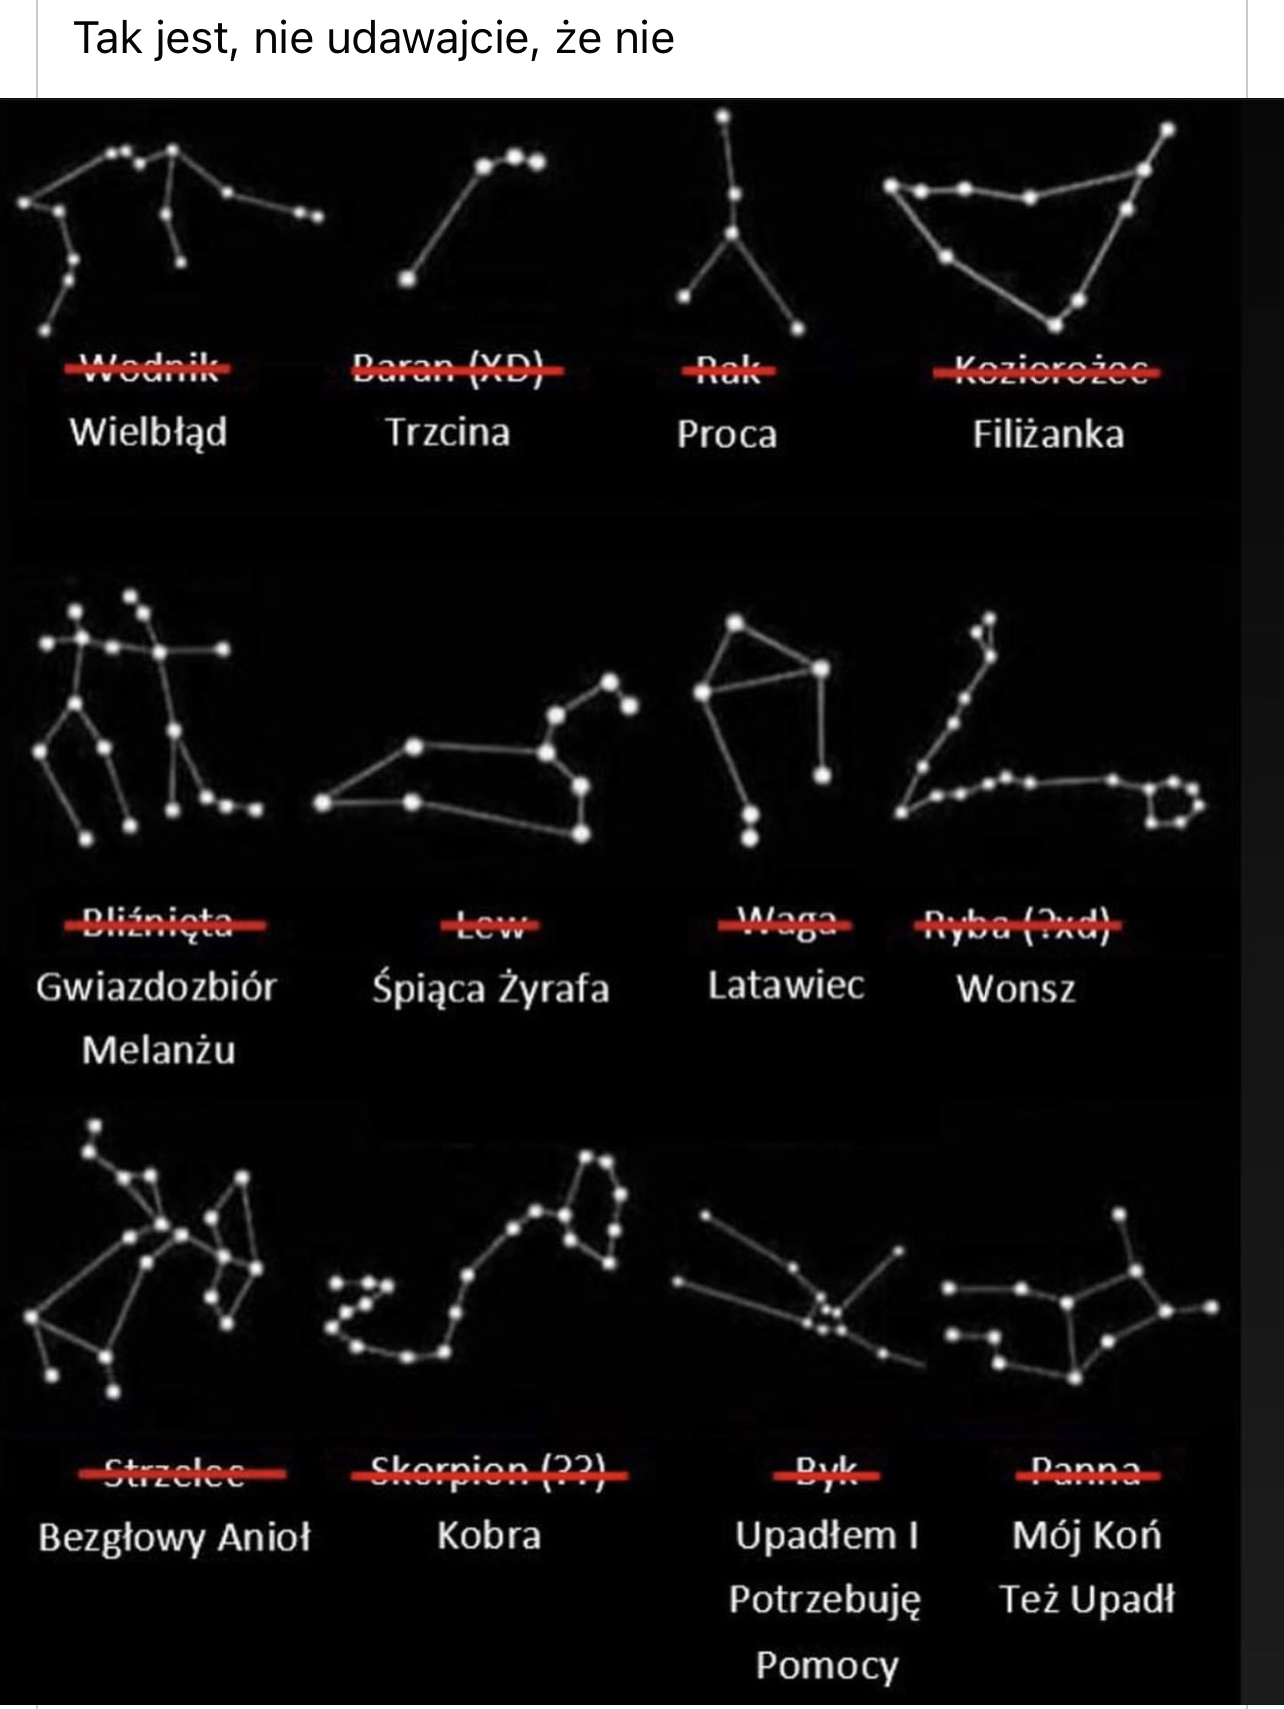 Tak jest, nie udawajcie, że nie
Wodnik Baran (XD) Rak Koziorożec
Wielbłąd Trzcina Proca Filiżanka
Bliźnięta Lew Waga Ryba (?xd)
Gwiazdozbiór Śpiąca Żyrafa Latawiec Wonsz
Melanżu
Strzelec Skorpion (??) Byk Panna
Bezgłowy Anioł Kobra Upadłem I Mój Koń
Potrzebuję Też Upadł
Pomocy